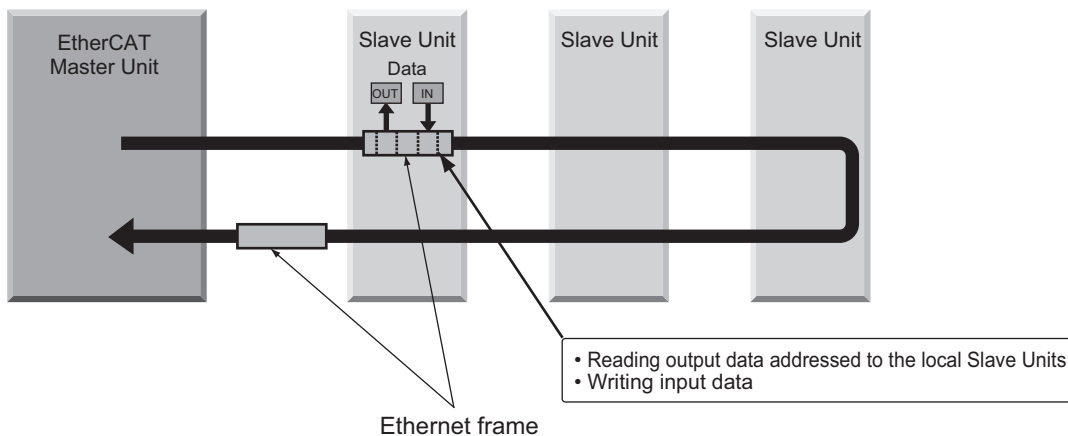 EtherCAT
Master Unit
Slave Unit
Data
OUT
IN
Slave Unit
Slave Unit
• Reading output data addressed to the local Slave Units
• Writing input data
Ethernet frame